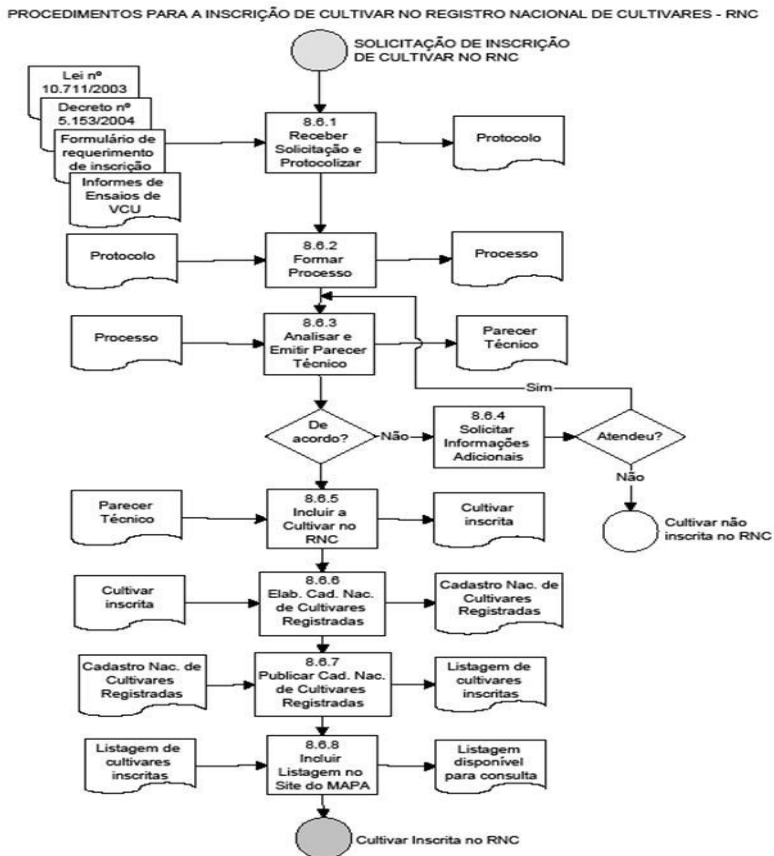 PROCEDIMENTOS PARA A INSCRIÇÃO DE CULTIVAR NO REGISTRO NACIONAL DE CULTIVARES - RNC
SOLICITAÇÃO DE INSCRIÇÃO
DE CULTIVAR NO RNC
Lei nº
10.711/2003
Decreto nº
5.153/2004
Formulário de
requerimento
de inscrição
Informes de
Ensaios de
VCU
8.6.1
Receber
Solicitação e
Protocolizar
Protocolo
Protocolo
8.6.2
Formar
Processo
Processo
Processo
8.6.3
Analisar e
Emitir Parecer
Técnico
Parecer
Técnico
Sim
De
acordo?
Não
8.6.4
Solicitar
Informações
Adicionais
Atendeu?
Não
Cultivar não
inscrita no RNC
Parecer
Técnico
8.6.5
Incluir a
Cultivar no
RNC
Cultivar
inscrita
Cultivar
inscrita
8.6.6
Elab. Cad. Nac.
de Cultivares
Registradas
Cadastro Nac. de
Cultivares
Registradas
Cadastro Nac. de
Cultivares
Registradas
8.6.7
Publicar Cad. Nac.
de Cultivares
Registradas
Listagem de
cultivares
inscritas
Listagem de
cultivares
inscritas
8.6.8
Incluir
Listagem no
Site do MAPA
Listagem
disponível
para consulta
Cultivar Inscrita no RNC